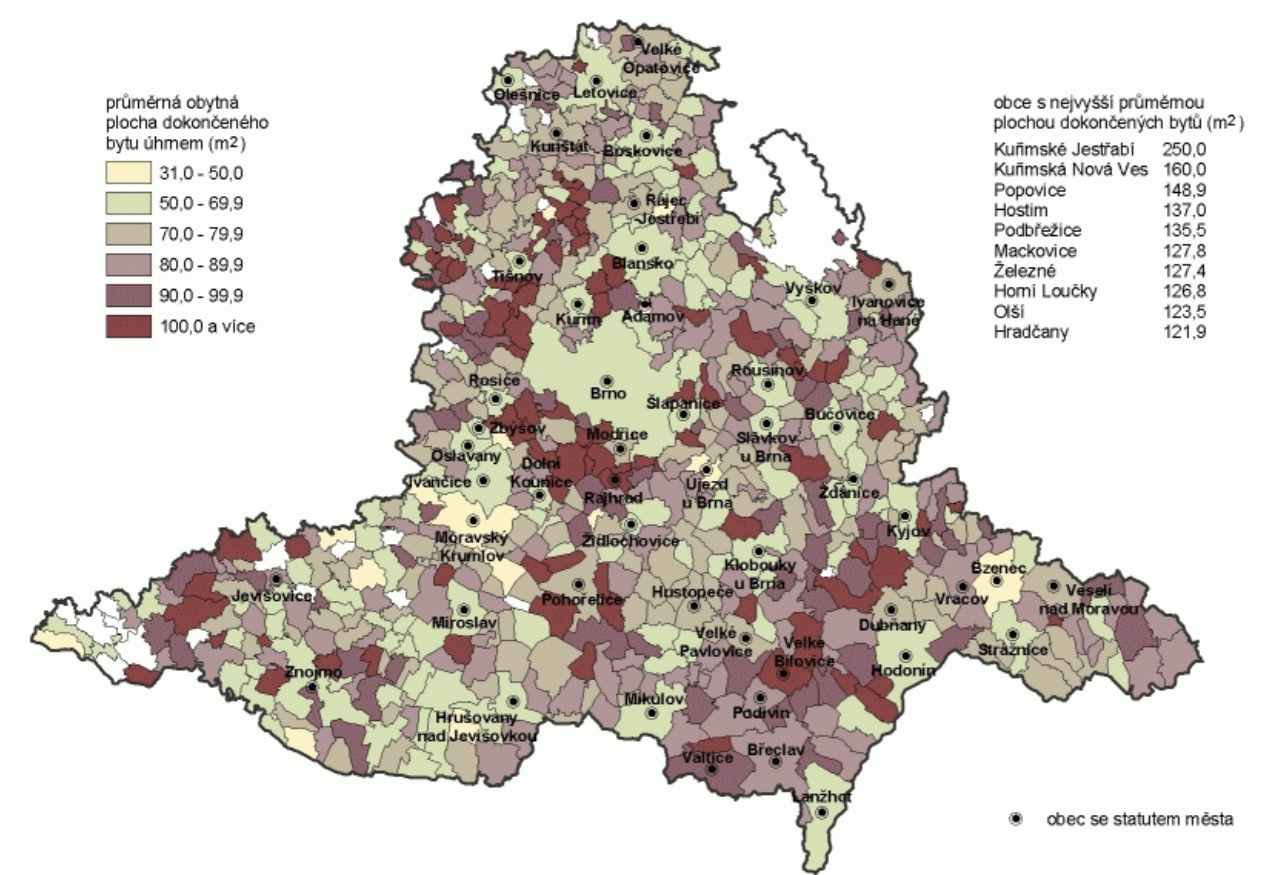 průměrná obytná
plocha dokončeného
bytu úhrnem (m²)
31,0 - 50,0
50,0 - 69,9
70,0 - 79,9
80,0 - 89,9
90,0 - 99,9
100,0 a více
obce s nejvyšší průměrnou
plochou dokončených bytů (m²)
Kuřimské Jestřabí 250,0
Kuřimská Nová Ves 160,0
Popovice 148,9
Hostim 137,0
Podbřežice 135,5
Mackovice 127,8
Železné 127,4
Horní Loučky 126,8
Olší 123,5
Hradčany 121,9
Velké
Opatovice
Olešnice
Letovice
Kunštát
Boskovice
Rájec
-Jestřebí
Blansko
Tišnov
Vyškov
Ivanovice
na Hané
Kuřim
Adamov
Rousínov
Rosice
Brno
Šlapanice
Bučovice
Zbýšov
Modřice
Slavkov
u Brna
Oslavany
Dolní
Kounice
Ivančice
Rajhrad
Újezd
u Brna
Ždánice
Moravský
Krumlov
Židlochovice
Kyjov
Klobouky
u Brna
Bzenec
Jevišovice
Pohořelice
Hustopeče
Vracov
Veselí
nad Moravou
Miroslav
Dubňany
Velké
Pavlovice
Velké
Bílovice
Strážnice
Znojmo
Hodonín
Mikulov
Podivín
Hrušovany
nad Jevišovkou
Valtice
Břeclav
Lanžhot
obec se statutem města